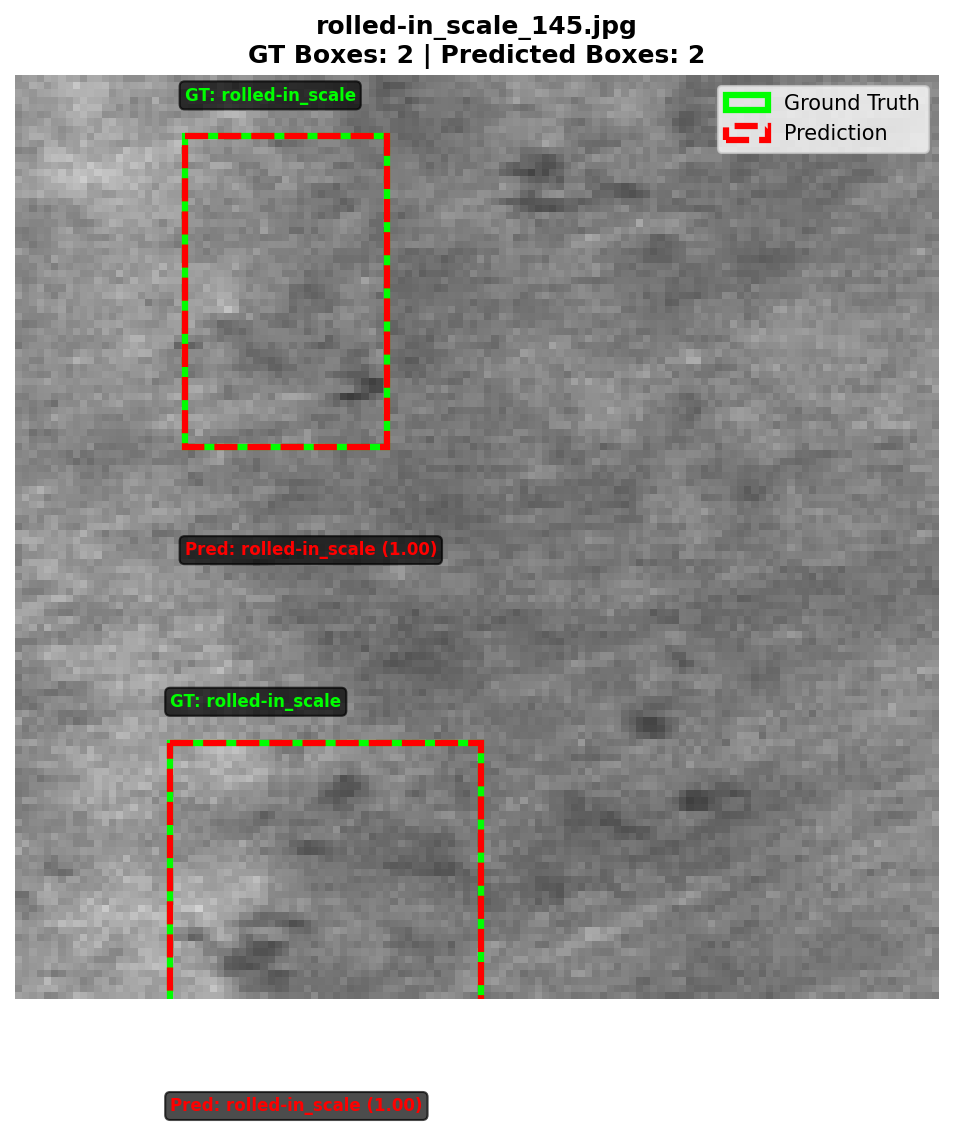 rolled-in_scale_145.jpg
GT Boxes: 2 | Predicted Boxes: 2
GT: rolled-in_scale
Ground Truth
Prediction
Pred: rolled-in_scale (1.00)
GT: rolled-in_scale
Pred: rolled-in_scale (1.00)